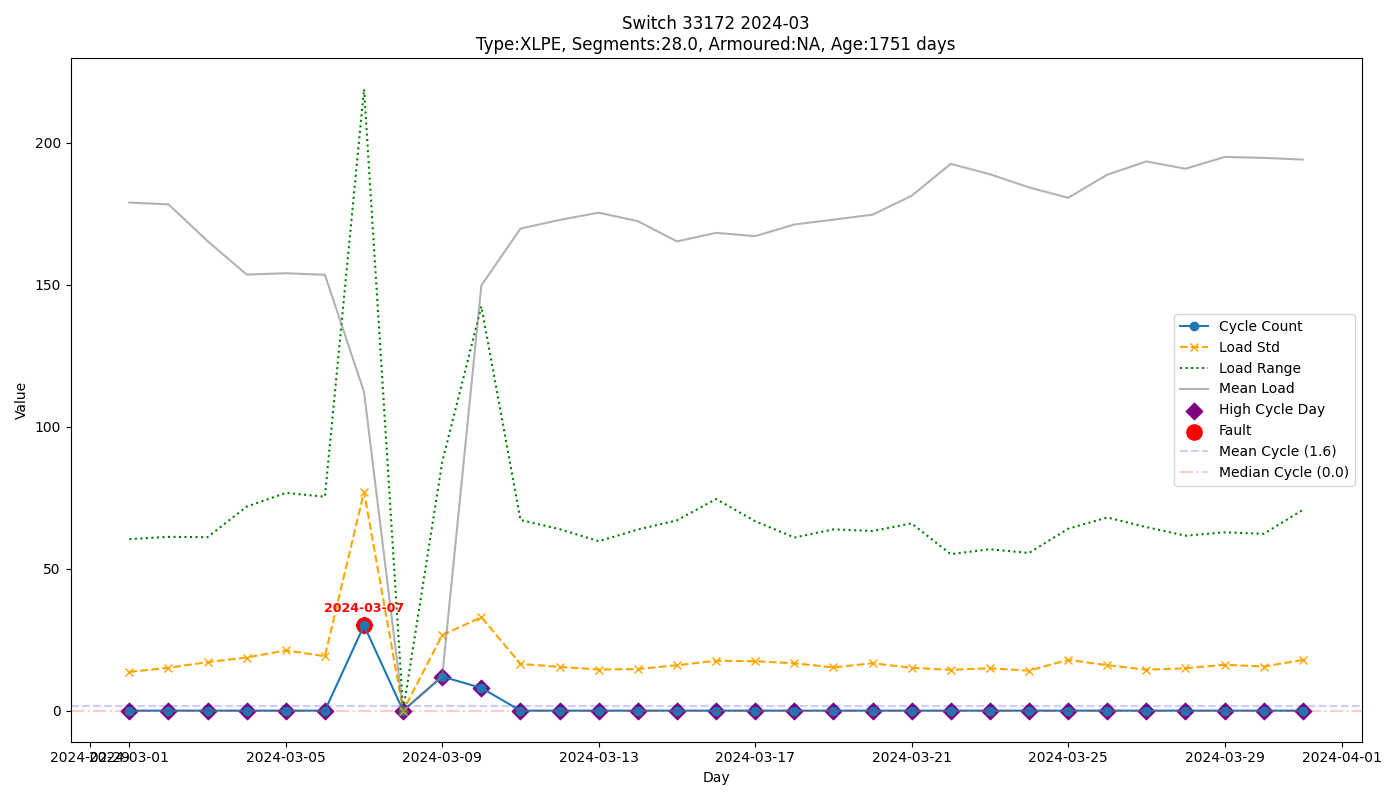 Switch 33172 2024-03
Type:XLPE, Segments:28.0, Armoured:NA, Age:1751 days
Value
200
150
100
50
0
2024-03-07
Cycle Count
Load Std
Load Range
Mean Load
High Cycle Day
Fault
Mean Cycle (1.6)
Median Cycle (0.0)
2024-02-29 2024-03-01 2024-03-05 2024-03-09 2024-03-13 2024-03-17 2024-03-21 2024-03-25 2024-03-29 2024-04-01
Day